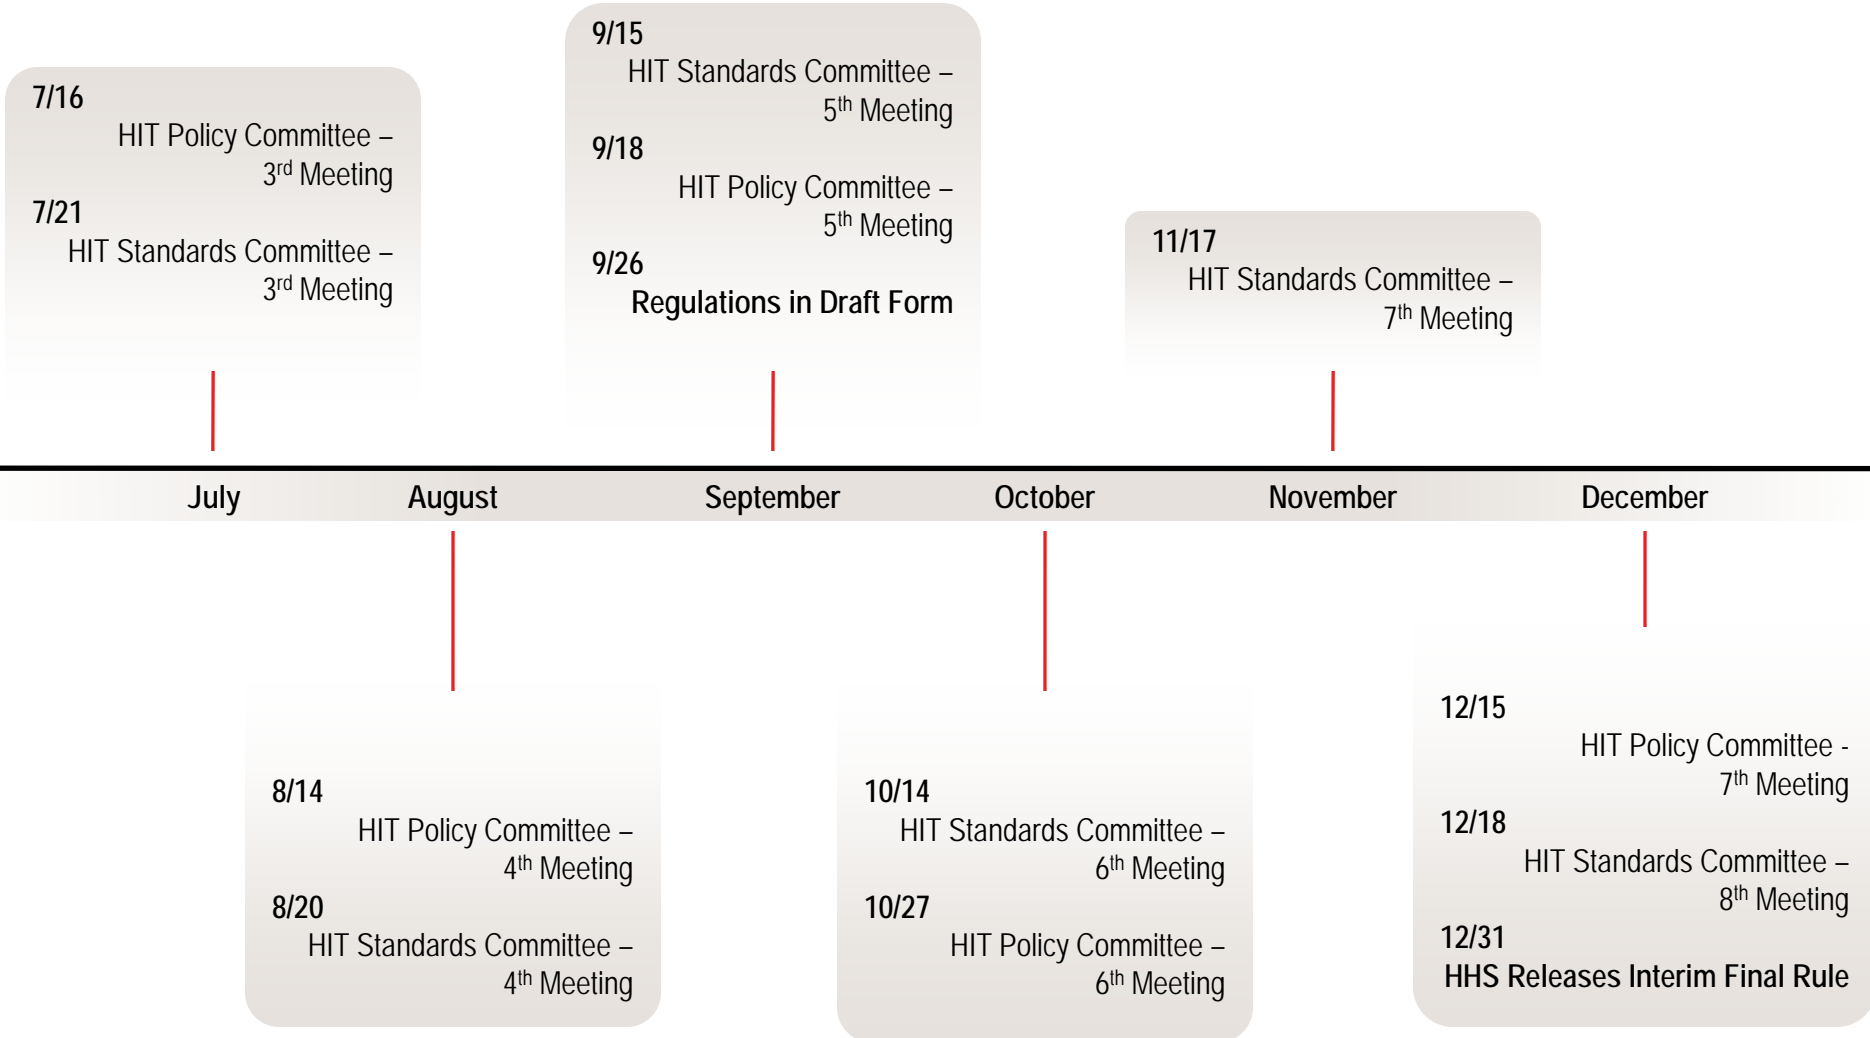 7/16
HIT Policy Committee –
3rd Meeting
7/21
HIT Standards Committee –
3rd Meeting
9/15
HIT Standards Committee –
5th Meeting
9/18
HIT Policy Committee –
5th Meeting
9/26
Regulations in Draft Form
11/17
HIT Standards Committee –
7th Meeting
July
August
September
October
November
December
8/14
HIT Policy Committee –
4th Meeting
8/20
HIT Standards Committee –
4th Meeting
10/14
HIT Standards Committee –
6th Meeting
10/27
HIT Policy Committee –
6th Meeting
12/15
HIT Policy Committee -
7th Meeting
12/18
HIT Standards Committee –
8th Meeting
12/31
HHS Releases Interim Final Rule